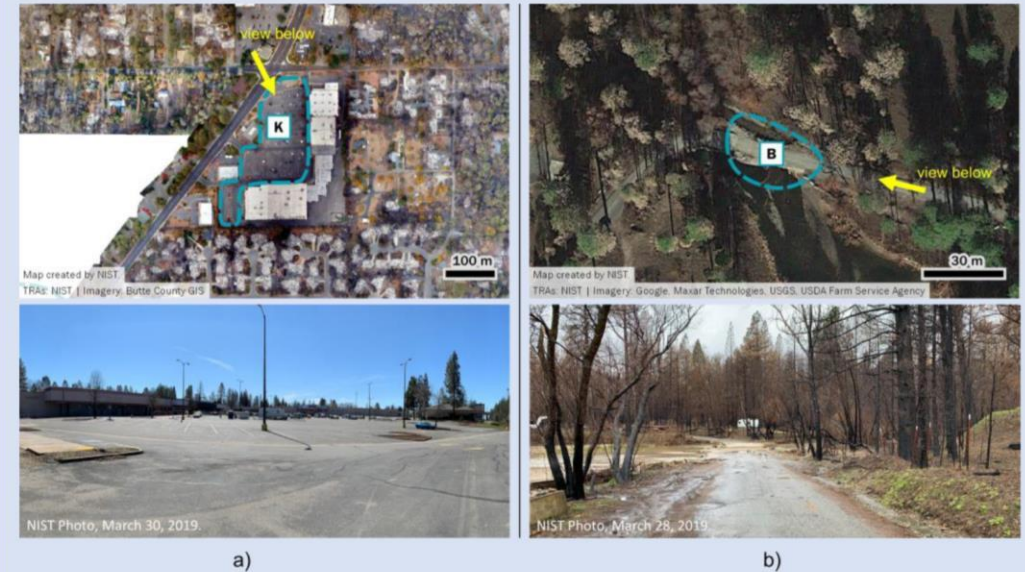 view below
K
100 m
Map created by NIST.
TRAs: NIST | Imagery: Butte County GIS
NIST Photo, March 30, 2019.
a)
B
view below
30 m
Map created by NIST.
TRAs: NIST | Imagery: Google, Maxar Technologies, USGS, USDA Farm Service Agency
NIST Photo, March 28, 2019.
b)